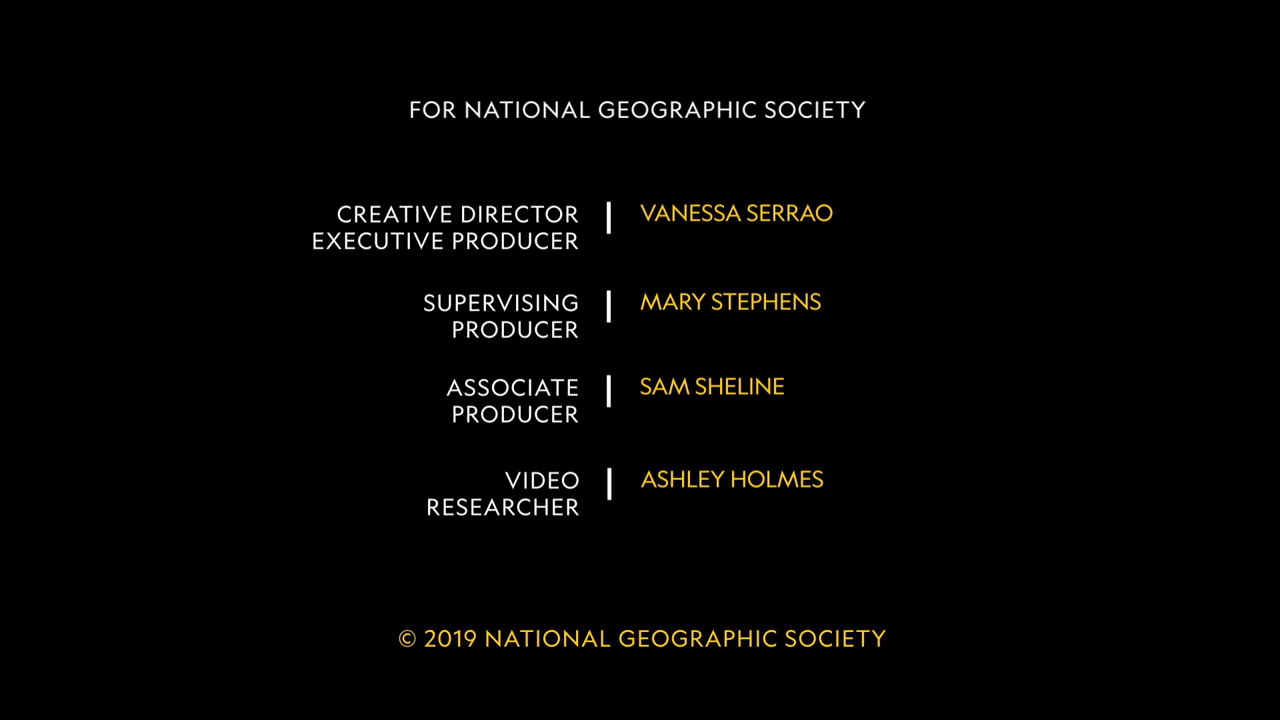 FOR NATIONAL GEOGRAPHIC SOCIETY
CREATIVE DIRECTOR | VANESSA SERRAO
EXECUTIVE PRODUCER
SUPERVISING | MARY STEPHENS
PRODUCER
ASSOCIATE | SAM SHELINE
PRODUCER
VIDEO | ASHLEY HOLMES
RESEARCHER
© 2019 NATIONAL GEOGRAPHIC SOCIETY